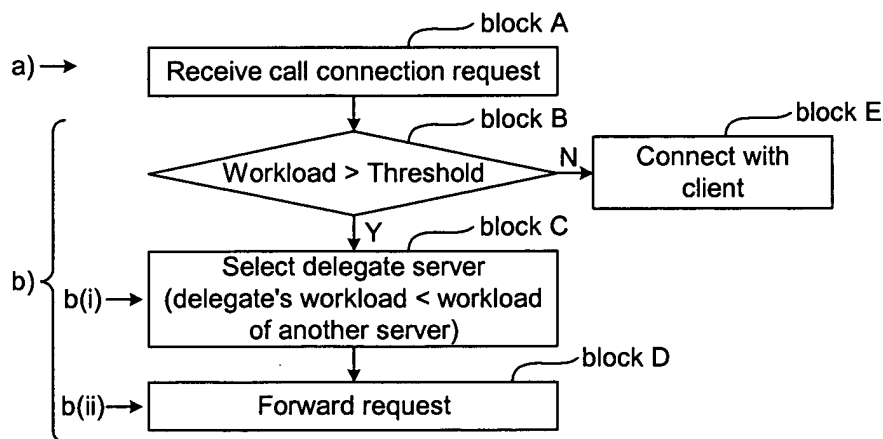 block A
a)
Receive call connection request
block B
block E
Workload > Threshold
N
Connect with
client
Y
block C
b)
b(i)
Select delegate server
(delegate's workload < workload
of another server)
block D
b(ii)
Forward request